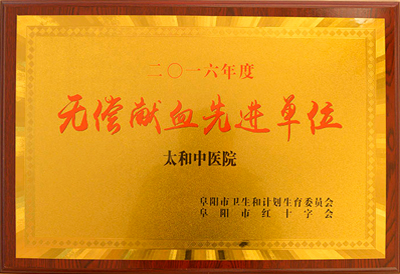 二〇一六年度
无偿献血先进单位
太和中医院
阜阳市卫生和计划生育委员会
阜阳市红十字会